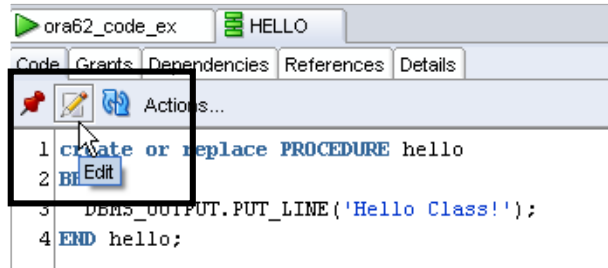 ora62_code_ex HELLO
Code Grants Dependencies References Details
Actions...
1 create or replace PROCEDURE hello
Edit
2 BE
3 DBMS_OUTPUT.PUT_LINE('Hello Class!');
4 END hello;